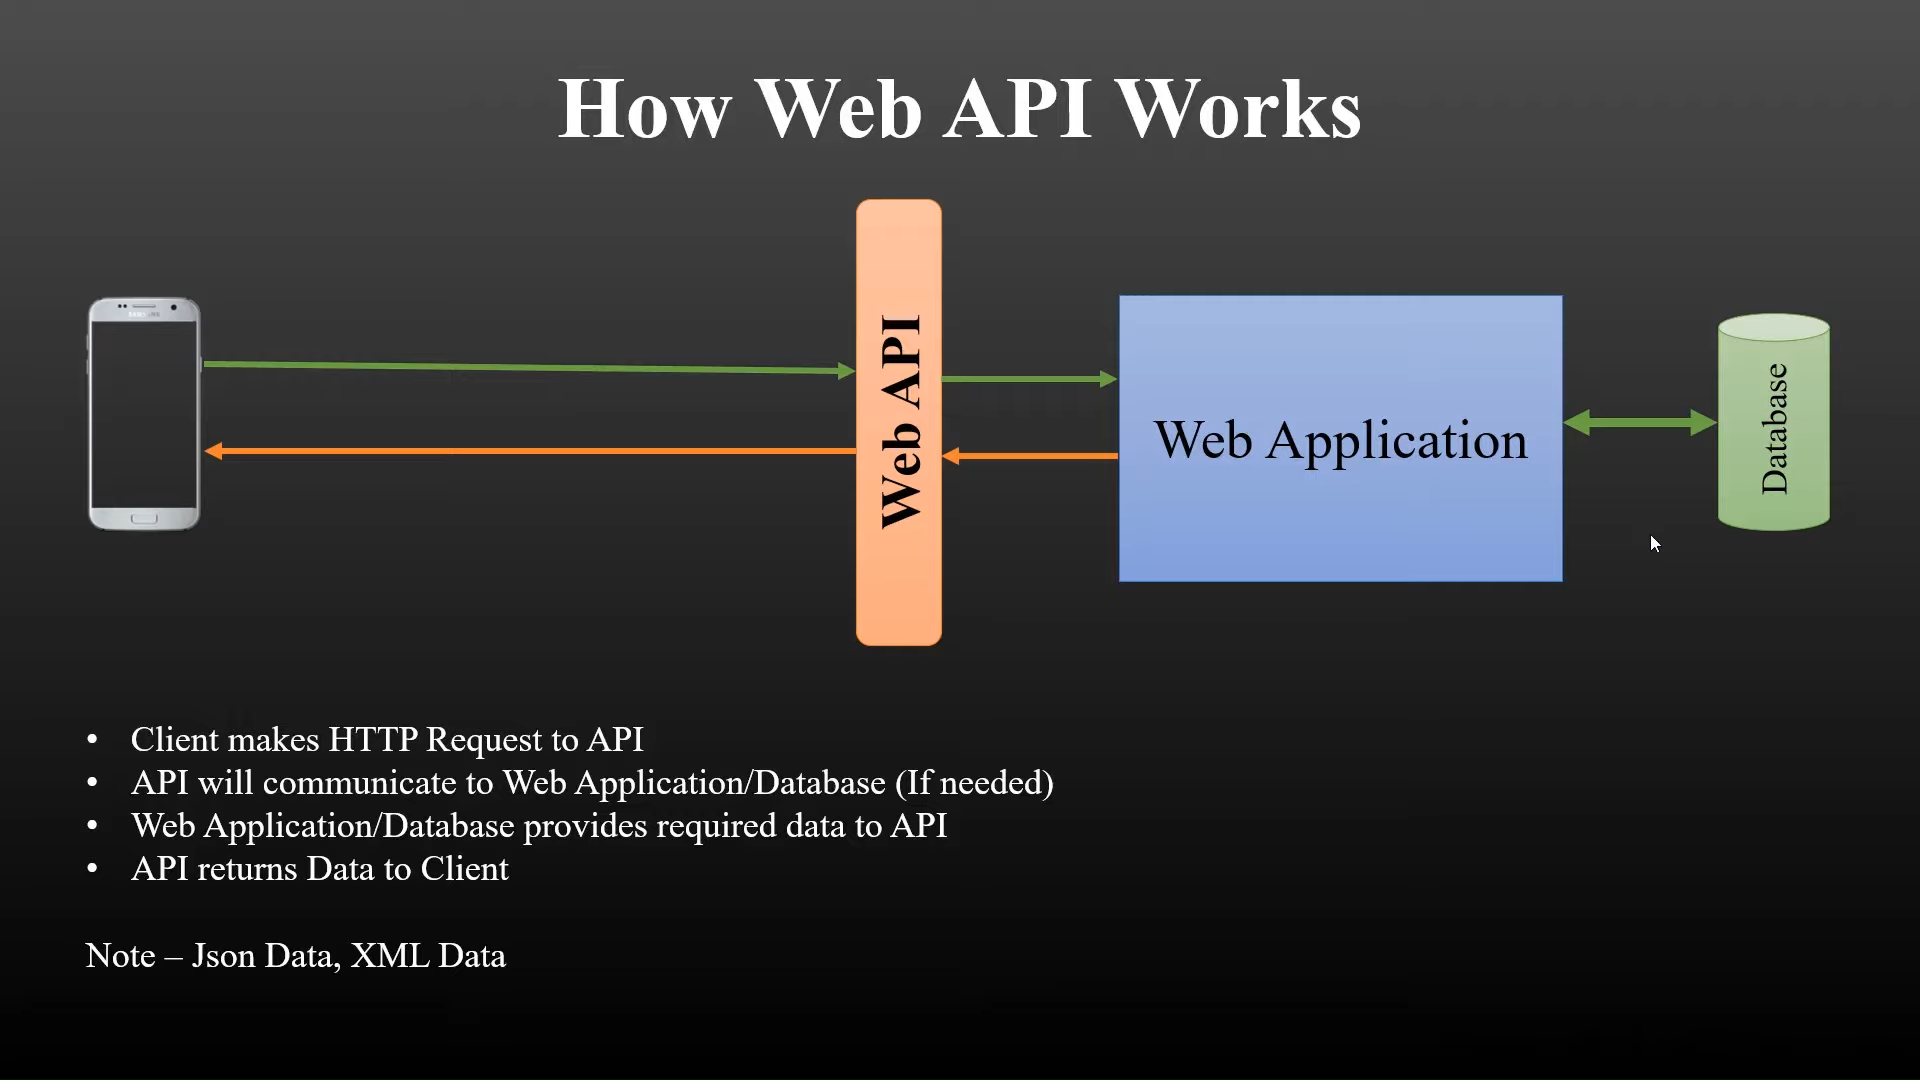 How Web API Works
Web API
Web Application
Database
• Client makes HTTP Request to API
• API will communicate to Web Application/Database (If needed)
• Web Application/Database provides required data to API
• API returns Data to Client
Note – Json Data, XML Data